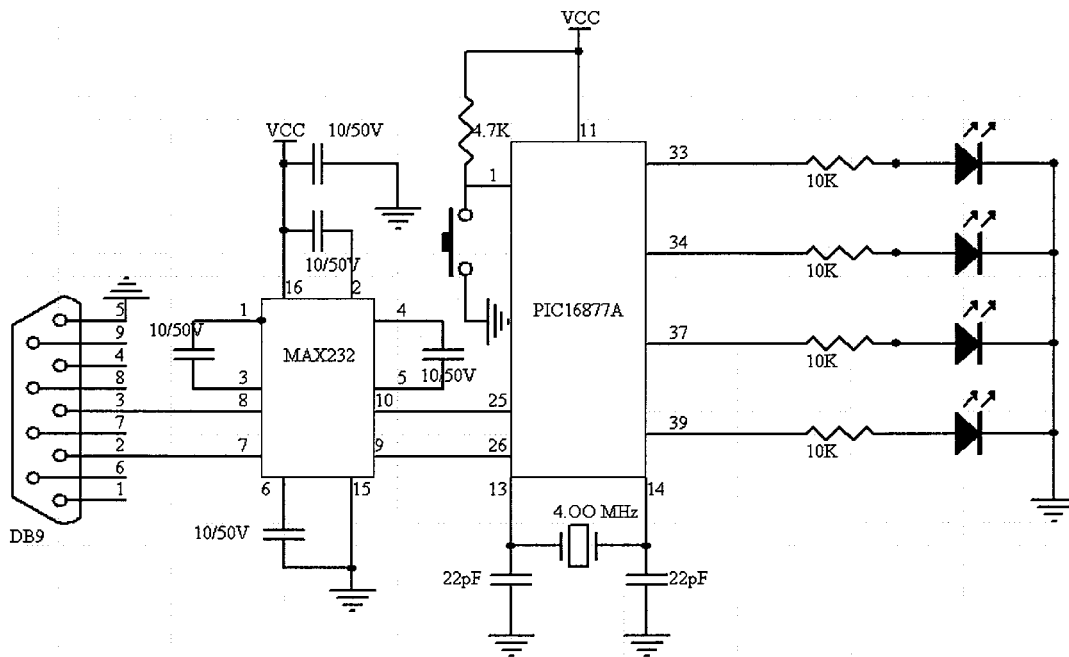 VCC
VCC
10/50V
4.7K
11
33
10K
1
34
10/50V
10K
16
2
5
1
4
PIC16877A
9
10/50V
MAX232
37
4
10K
8
3
5
10/50V
3
8
10
25
39
7
2
7
9
26
10K
6
6
15
13
14
1
4.00 MHz
DB9
10/50V
22pF
22pF